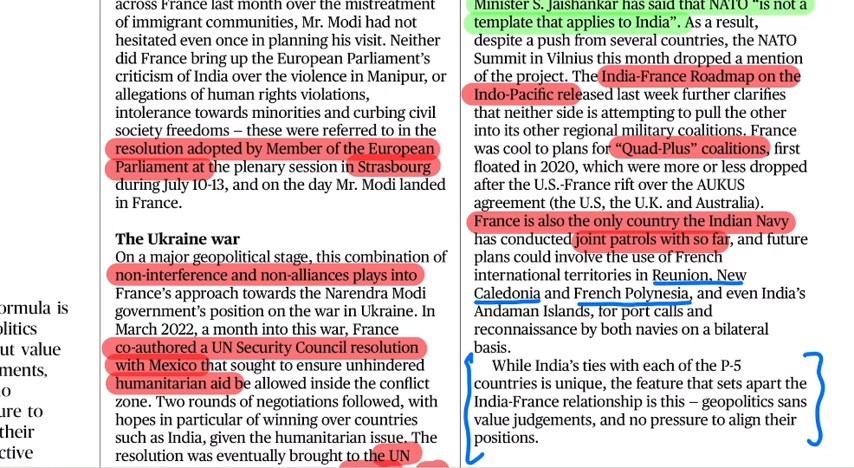 ormula is
olitics
ut value
ments,
o
ure to
their
ctive
across France last month over the mistreatment
of immigrant communities, Mr. Modi had not
hesitated even once in planning his visit. Neither
did France bring up the European Parliament's
criticism of India over the violence in Manipur, or
allegations of human rights violations,
intolerance towards minorities and curbing civil
society freedoms — these were referred to in the
resolution adopted by Member of the European
Parliament at the plenary session in Strasbourg
during July 10-13, and on the day Mr. Modi landed
in France.
The Ukraine war
On a major geopolitical stage, this combination of
non-interference and non-alliances plays into
France's approach towards the Narendra Modi
government's position on the war in Ukraine. In
March 2022, a month into this war, France
co-authored a UN Security Council resolution
with Mexico that sought to ensure unhindered
humanitarian aid be allowed inside the conflict
zone. Two rounds of negotiations followed, with
hopes in particular of winning over countries
such as India, given the humanitarian issue. The
resolution was eventually brought to the UN
Minister S. Jaishankar has said that NATO "is not a
template that applies to India". As a result,
despite a push from several countries, the NATO
Summit in Vilnius this month dropped a mention
of the project. The India-France Roadmap on the
Indo-Pacific released last week further clarifies
that neither side is attempting to pull the other
into its other regional military coalitions. France
was cool to plans for "Quad-Plus" coalitions, first
floated in 2020, which were more or less dropped
after the U.S.-France rift over the AUKUS
agreement (the U.S, the U.K. and Australia).
France is also the only country the Indian Navy
has conducted joint patrols with so far, and future
plans could involve the use of French
international territories in Reunion, New
Caledonia and French Polynesia, and even India's
Andaman Islands, for port calls and
reconnaissance by both navies on a bilateral
basis.
While India's ties with each of the P-5
countries is unique, the feature that sets apart the
India-France relationship is this — geopolitics sans
value judgements, and no pressure to align their
positions.